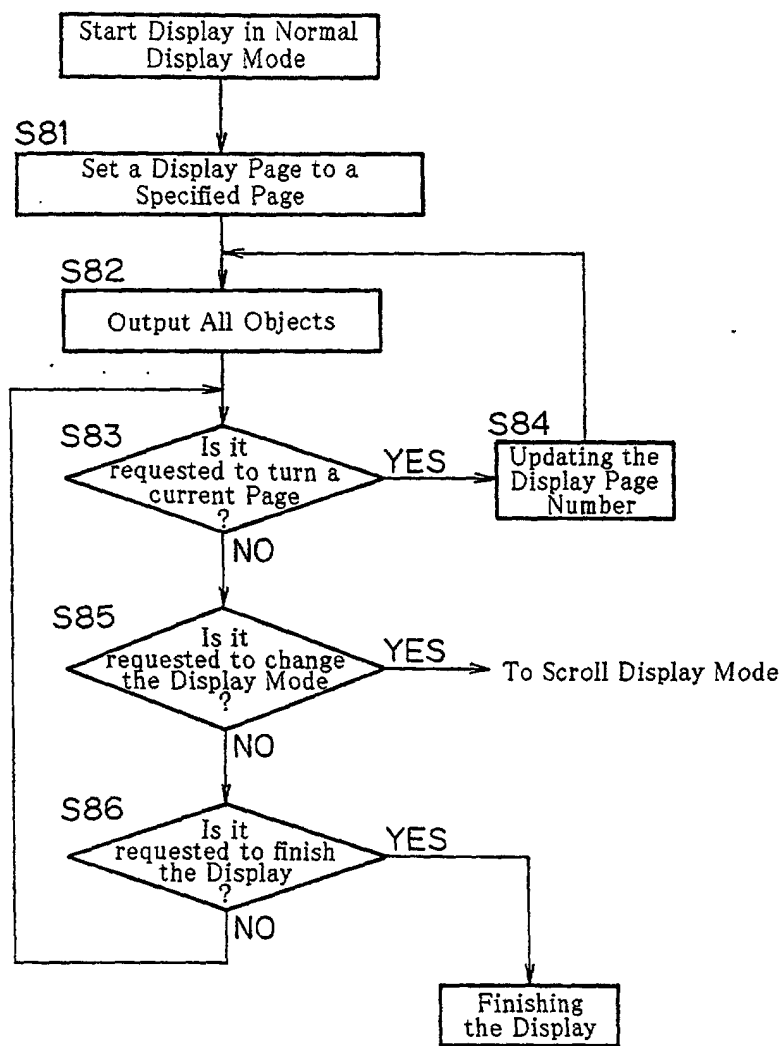 Start Display in Normal
Display Mode
S81
Set a Display Page to a
Specified Page
S82
Output All Objects
S83
Is it
requested to turn a
current Page
?
YES
S84
Updating the
Display Page
Number
NO
S85
Is it
requested to change
the Display Mode
?
YES
To Scroll Display Mode
NO
S86
Is it
requested to finish
the Display
?
YES
NO
Finishing
the Display